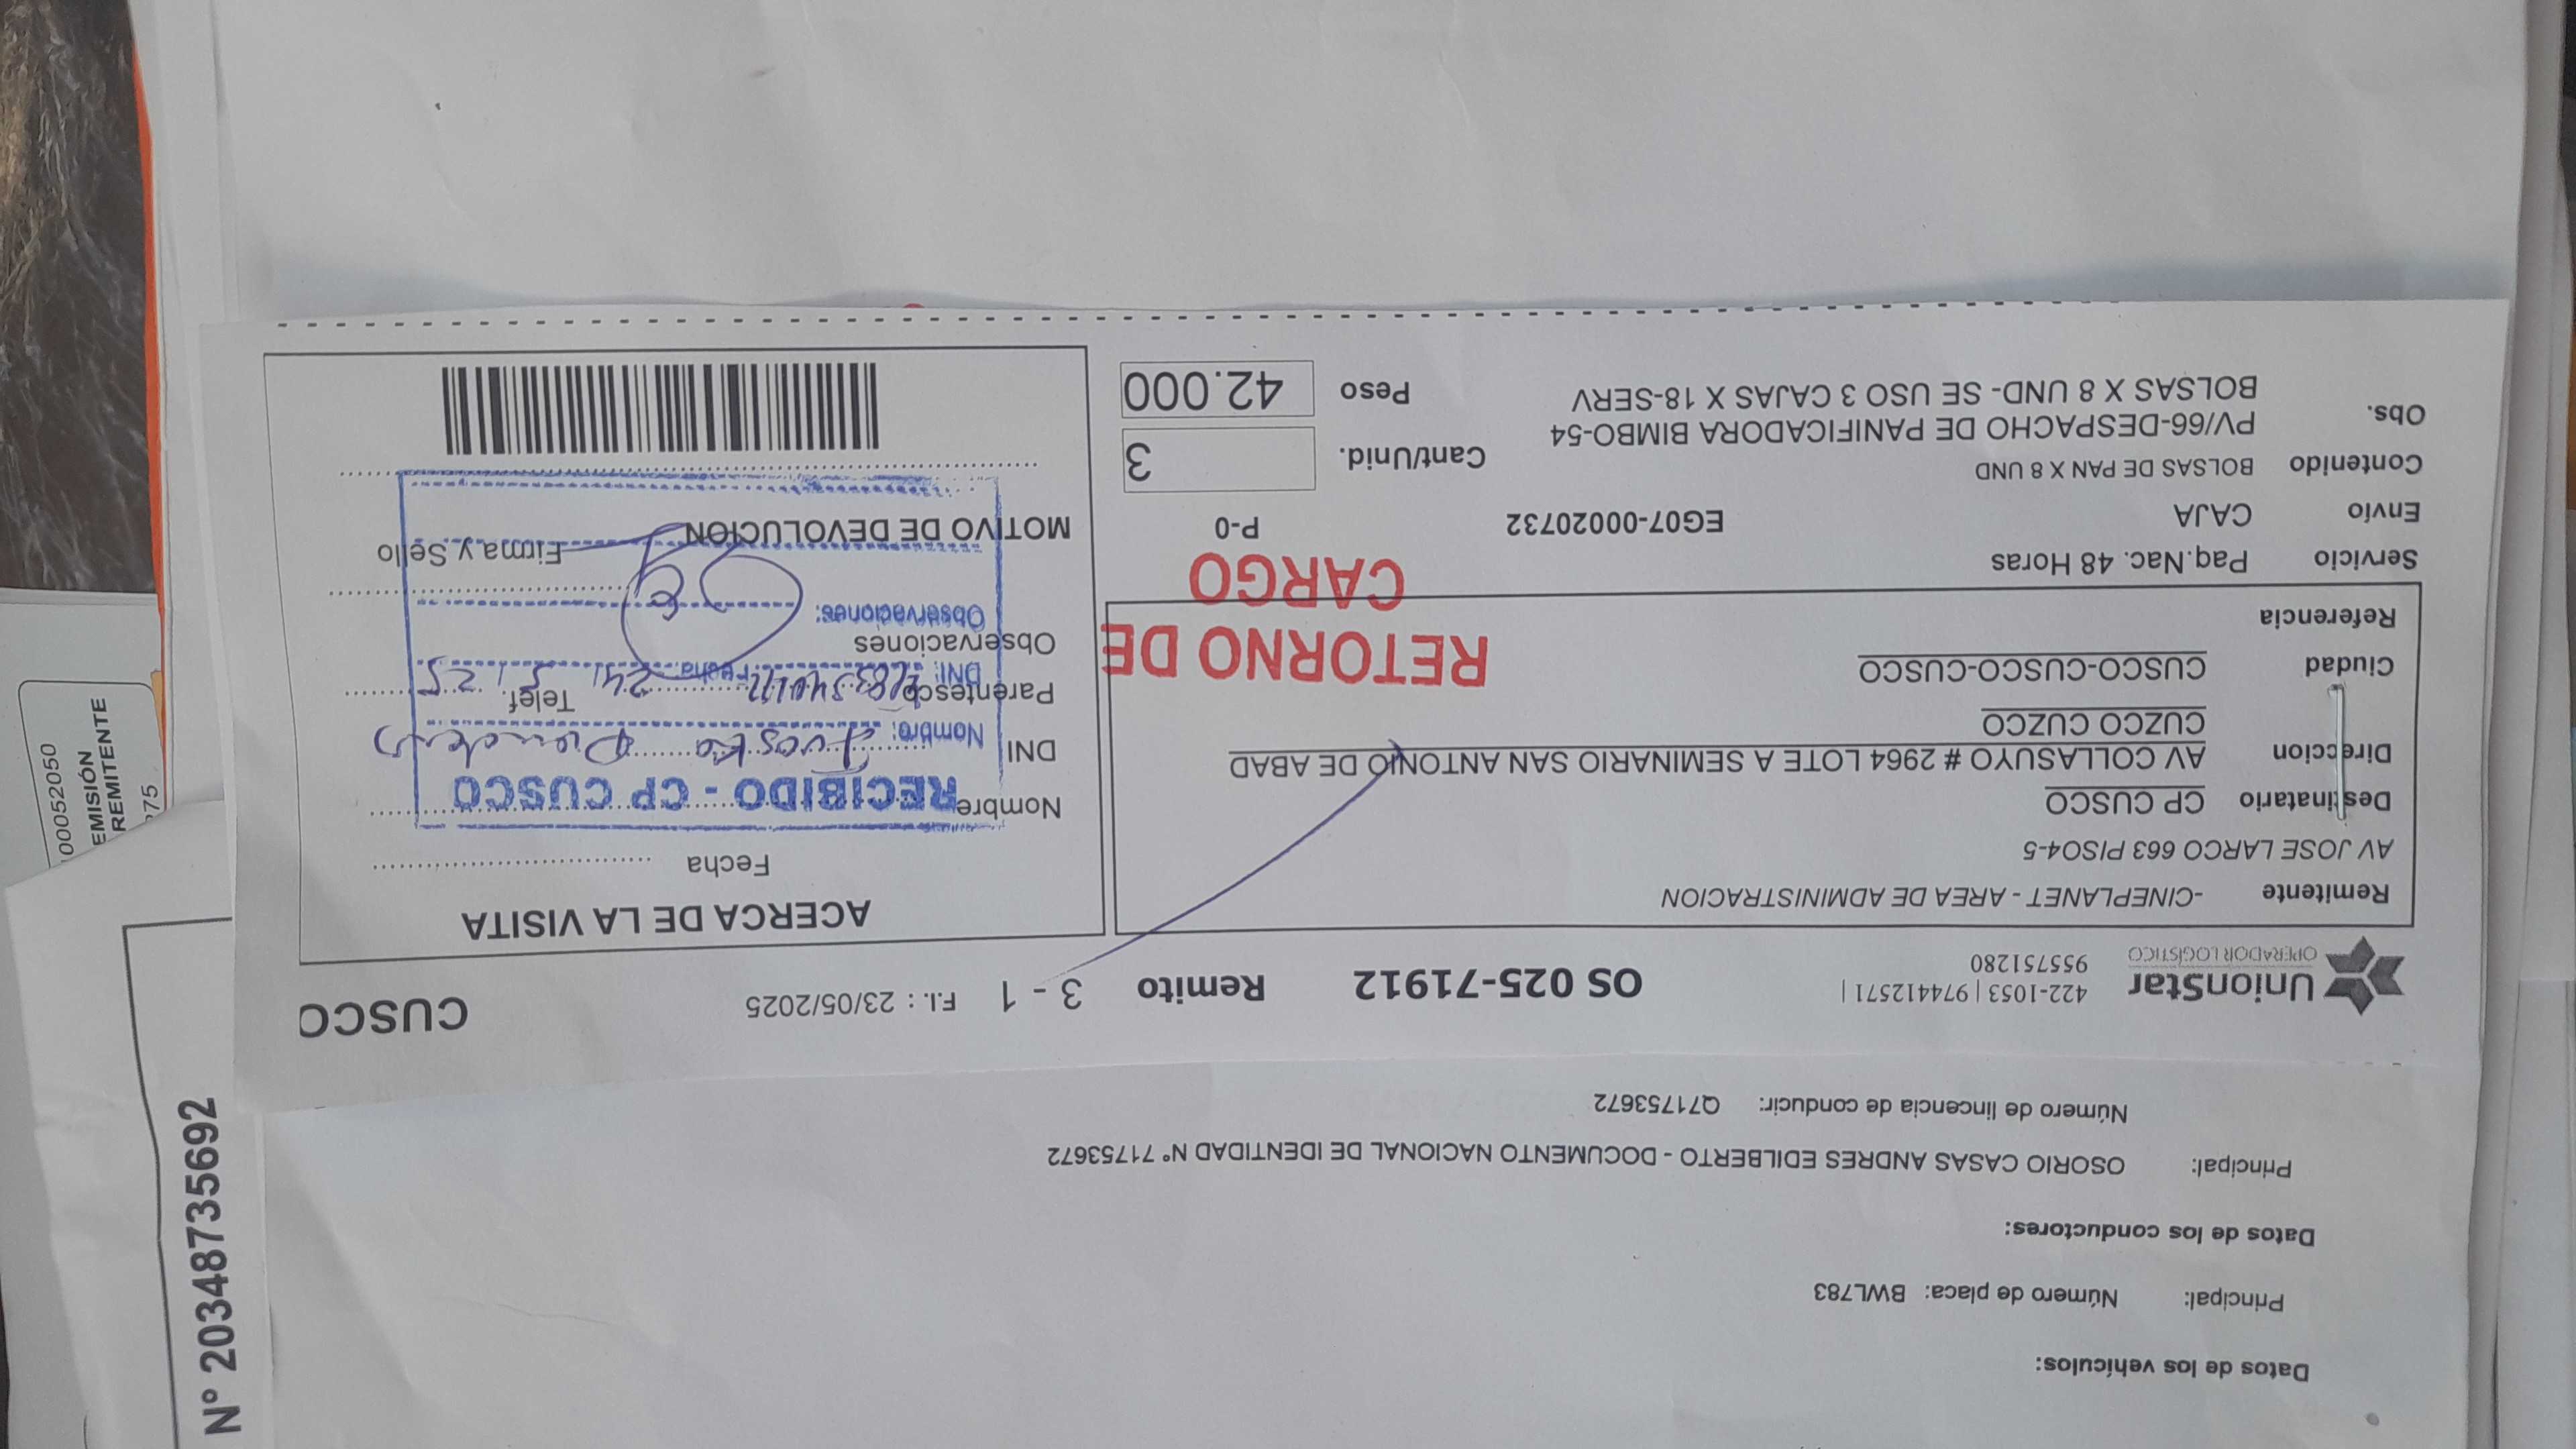 Datos de los vehículos:
Principal: Número de placa: BWL783
Datos de los conductores:
Principal: OSORIO CASAS ANDRES EDILBERTO - DOCUMENTO NACIONAL DE IDENTIDAD N° 71753672
Número de lincencia de conducir: Q71753672
UnionStar
OPERADOR LOGÍSTICO
422-1053 | 974412571 |
955751280
OS 025-71912 Remito 3 - 1 F.I. : 23/05/2025 CUSCO
Remitente -CINEPLANET - AREA DE ADMINISTRACION
AV JOSE LARCO 663 PISO4-5
Destinatario CP CUSCO
Direccion AV COLLASUYO # 2964 LOTE A SEMINARIO SAN ANTONIO DE ABAD
CUZCO CUZCO
Ciudad CUSCO-CUSCO-CUSCO
Referencia
RETORNO DE
CARGO
Servicio Paq.Nac. 48 Horas
Envío CAJA EG07-00020732 P-0
Contenido BOLSAS DE PAN X 8 UND
Cant/Unid. 3
Obs. PV/66-DESPACHO DE PANIFICADORA BIMBO-54
BOLSAS X 8 UND- SE USO 3 CAJAS X 18-SERV
Peso 42.000
ACERCA DE LA VISITA
Fecha
Nombre
DNI
Parentesco Telef.
Observaciones
Firma y Sello
MOTIVO DE DEVOLUCION
RECIBIDO - CP CUSCO
Nombre:
DNI: Fecha: 24, 5, 25
Observaciones:
N° 20348735692
00052050
EMISIÓN
REMITENTE